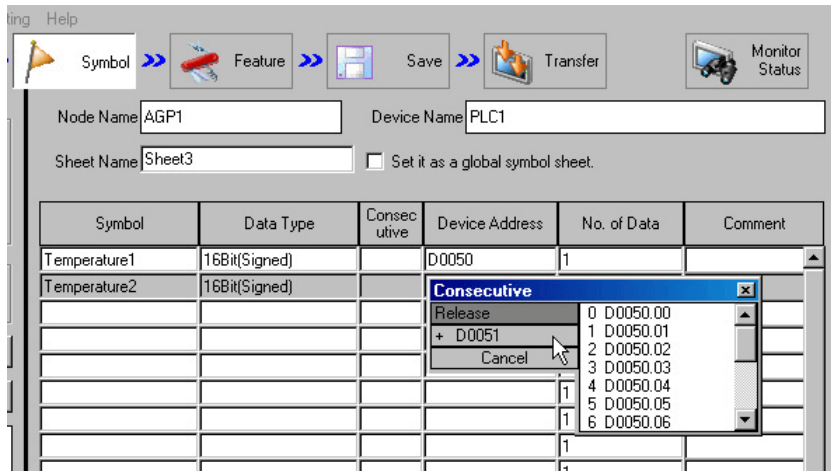 ting Help
Symbol Feature Save Transfer Monitor Status
Node Name AGP1 Device Name PLC1
Sheet Name Sheet3 Set it as a global symbol sheet.
Symbol Data Type Consecutive Device Address No. of Data Comment
Temperature1 16Bit(Signed) D0050 1
Temperature2 16Bit(Signed)
Consecutive
Release
+ D0051
Cancel
0 D0050.00
1 D0050.01
2 D0050.02
3 D0050.03
4 D0050.04
5 D0050.05
6 D0050.06
1
1
1